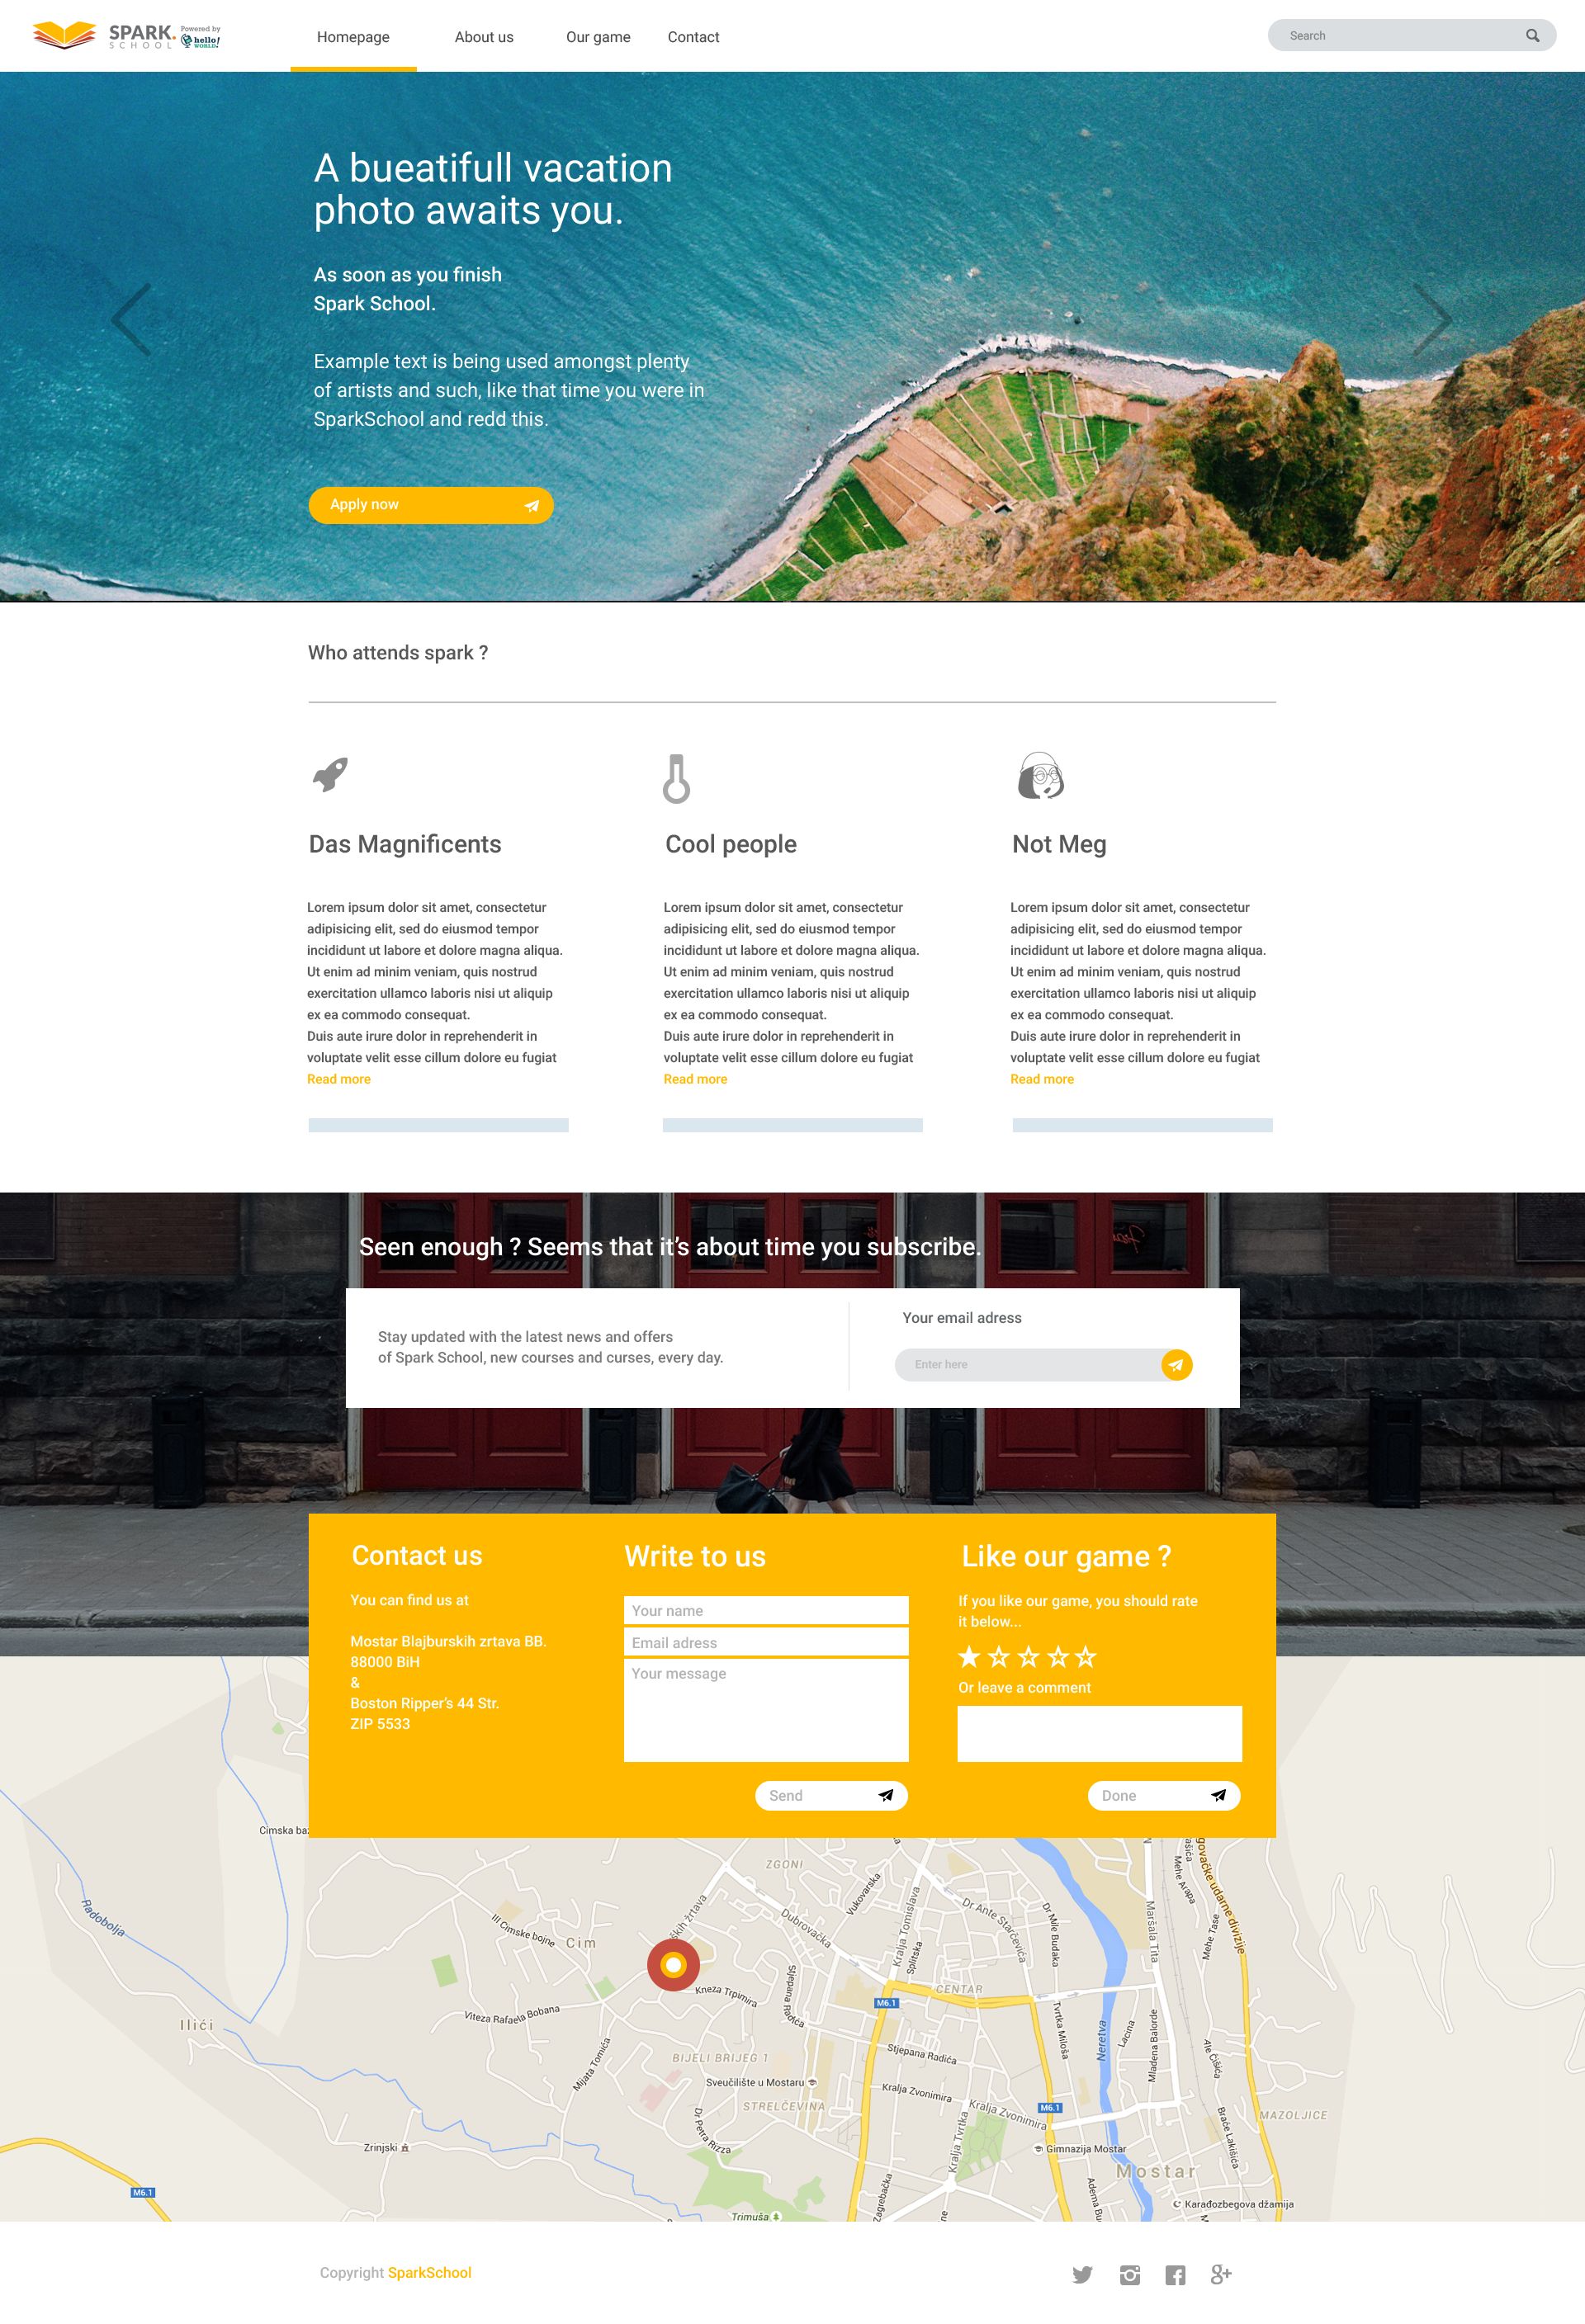 SPARK.
SCHOOL
Powered by
hello!
WORLD
Homepage
About us
Our game
Contact
Search
A bueatifull vacation
photo awaits you.
As soon as you finish
Spark School.
Example text is being used amongst plenty
of artists and such, like that time you were in
SparkSchool and redd this.
Apply now
Who attends spark ?
Das Magnificents
Lorem ipsum dolor sit amet, consectetur
adipisicing elit, sed do eiusmod tempor
incididunt ut labore et dolore magna aliqua.
Ut enim ad minim veniam, quis nostrud
exercitation ullamco laboris nisi ut aliquip
ex ea commodo consequat.
Duis aute irure dolor in reprehenderit in
voluptate velit esse cillum dolore eu fugiat
Read more
Cool people
Lorem ipsum dolor sit amet, consectetur
adipisicing elit, sed do eiusmod tempor
incididunt ut labore et dolore magna aliqua.
Ut enim ad minim veniam, quis nostrud
exercitation ullamco laboris nisi ut aliquip
ex ea commodo consequat.
Duis aute irure dolor in reprehenderit in
voluptate velit esse cillum dolore eu fugiat
Read more
Not Meg
Lorem ipsum dolor sit amet, consectetur
adipisicing elit, sed do eiusmod tempor
incididunt ut labore et dolore magna aliqua.
Ut enim ad minim veniam, quis nostrud
exercitation ullamco laboris nisi ut aliquip
ex ea commodo consequat.
Duis aute irure dolor in reprehenderit in
voluptate velit esse cillum dolore eu fugiat
Read more
Seen enough ? Seems that it's about time you subscribe.
Stay updated with the latest news and offers
of Spark School, new courses and curses, every day.
Your email adress
Enter here
Contact us
You can find us at
Mostar Blajburskih zrtava BB.
88000 BiH
&
Boston Ripper's 44 Str.
ZIP 5533
Write to us
Your name
Email adress
Your message
Send
Like our game ?
If you like our game, you should rate
it below...
Or leave a comment
Done
Cimska ba
ZGONI
Radobolja
III Cimske bojne
Cim
ških žrtava
Dubrovačka
Vukovarska
Kralja Tomislava
Splitska
Dr Ante Starčevića
Dr Mile Budaka
Maršala Tita
Mehe Arapa
Mehe Tase
govačke udarne divizije
Kneza Trpimira
Stjepana Radića
M6.1
CENTAR
Viteza Rafaela Bobana
Ilići
Mijata Tomića
BIJELI BRIJEG 1
Sveučilište u Mostaru
Stjepana Radića
Tvrtka Miloša
Neretva
Lacina
Mladena Balorde
Ale Ćišića
STRELČEVINA
Kralja Zvonimira
Kralja Zvonimira
M6.1
Dr Petra Rizza
Kralja Tvrtka
Gimnazija Mostar
Braće Lakišića
MAZOLJICE
Zrinjski
Mostar
M6.1
Trimuša
Zagrebačka
Adema Bu
Karađozbegova džamija
Copyright SparkSchool
g+